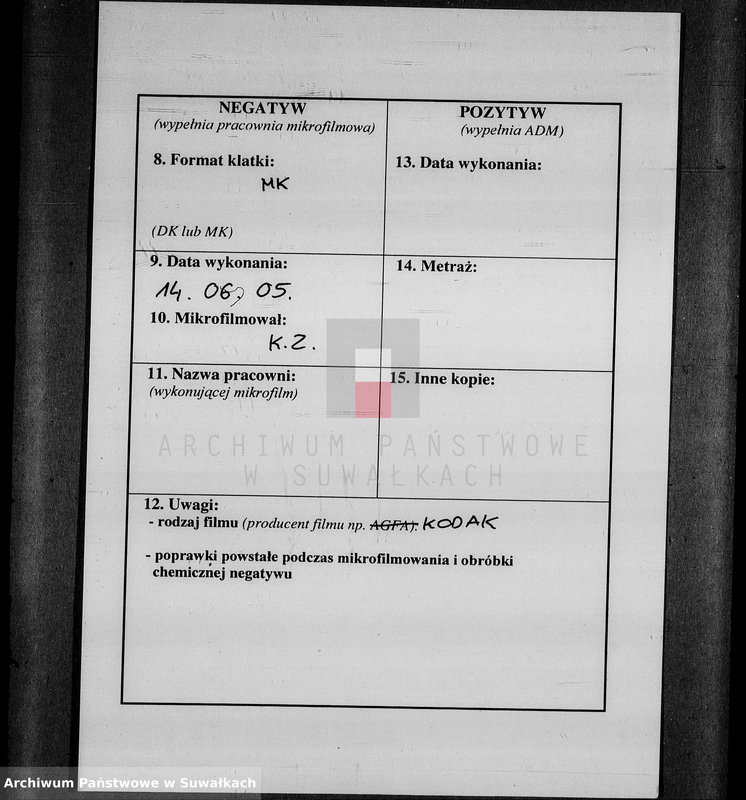 NEGATYW
(wypełnia pracownia mikrofilmowa)
8. Format klatki:
MK
(DK lub MK)
9. Data wykonania:
14. 06, 05.
10. Mikrofilmował:
K.Z.
11. Nazwa pracowni:
(wykonującej mikrofilm)
POZYTYW
(wypełnia ADM)
13. Data wykonania:
14. Metraż:
15. Inne kopie:
12. Uwagi:
- rodzaj filmu (producent filmu np. AGFA): KODAK
- poprawki powstałe podczas mikrofilmowania i obróbki
chemicznej negatywu
ARCHIWUM PAŃSTWOWE
W SUWAŁKACH
Archiwum Państwowe w Suwałkach